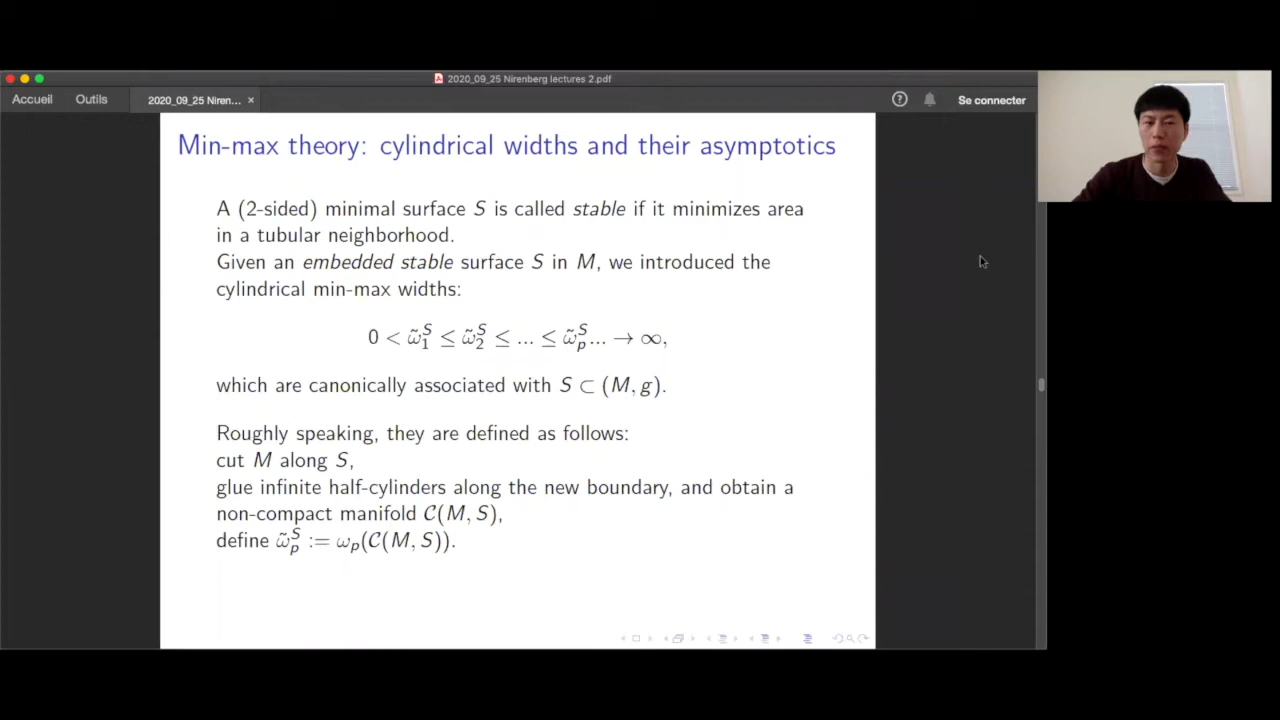 2020_09_25 Nirenberg lectures 2.pdf
Accueil Outils 2020_09_25 Niren... × Se connecter
Min-max theory: cylindrical widths and their asymptotics
A (2-sided) minimal surface S is called stable if it minimizes area
in a tubular neighborhood.
Given an embedded stable surface S in M, we introduced the
cylindrical min-max widths:
0 < ω̃₁ˢ ≤ ω̃₂ˢ ≤ ... ≤ ω̃ₚˢ... → ∞,
which are canonically associated with S ⊂ (M, g).
Roughly speaking, they are defined as follows:
cut M along S,
glue infinite half-cylinders along the new boundary, and obtain a
non-compact manifold 𝒞(M, S),
define ω̃ₚˢ := ωₚ(𝒞(M, S)).